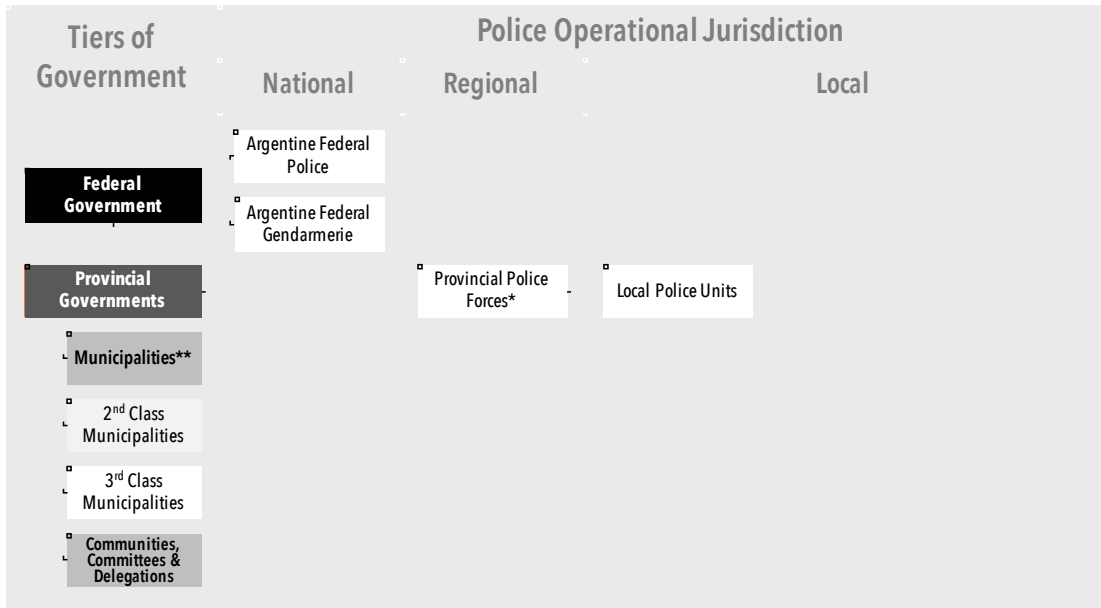 Tiers of
Government
Police Operational Jurisdiction
National
Regional
Local
Argentine Federal
Police
Federal
Government
Argentine Federal
Gendarmerie
Provincial
Governments
Provincial Police
Forces*
Local Police Units
Municipalities**
2nd Class
Municipalities
3rd Class
Municipalities
Communities,
Committees &
Delegations